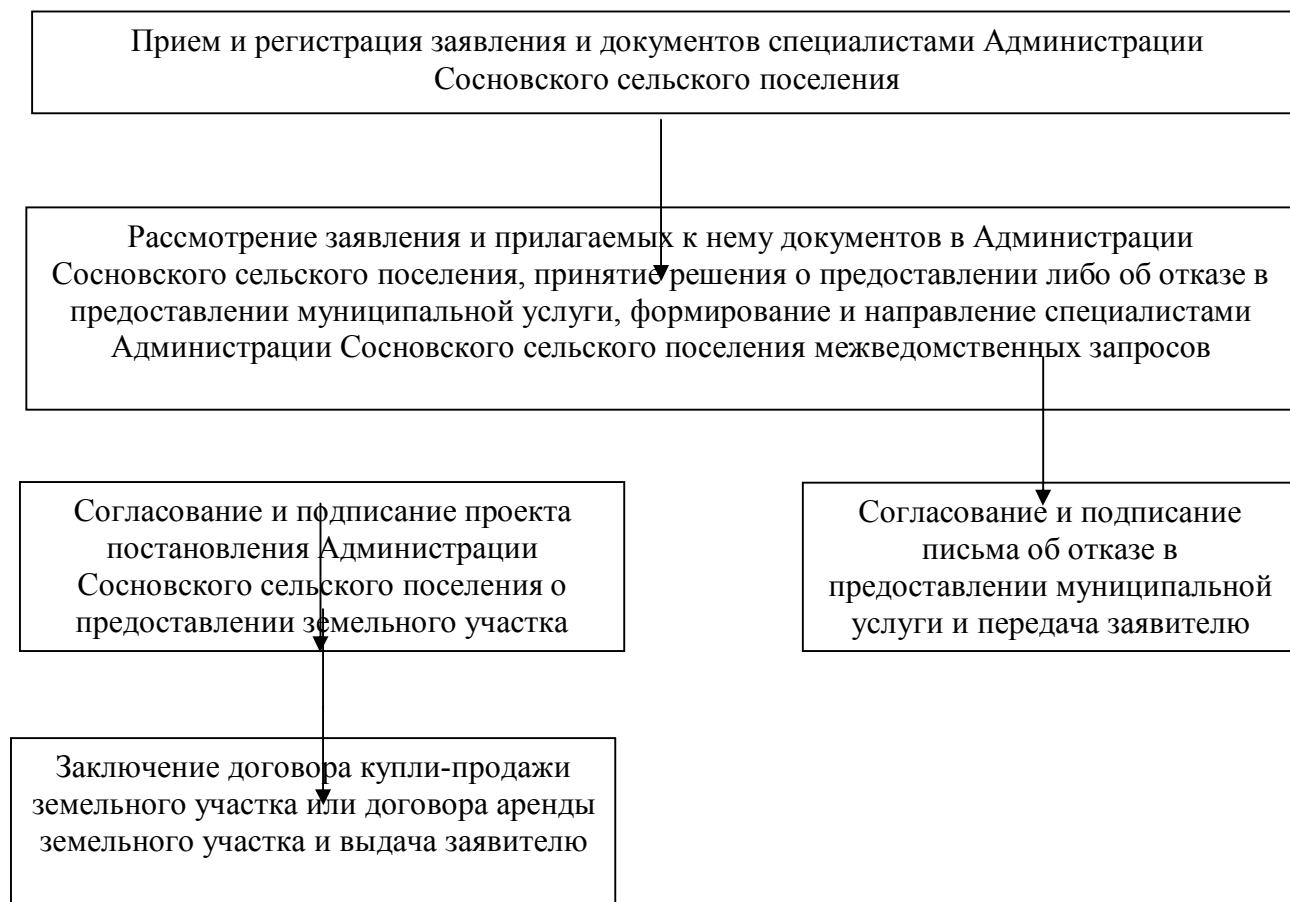 Прием и регистрация заявления и документов специалистами Администрации
Сосновского сельского поселения
Рассмотрение заявления и прилагаемых к нему документов в Администрации
Сосновского сельского поселения, принятие решения о предоставлении либо об отказе в
предоставлении муниципальной услуги, формирование и направление специалистами
Администрации Сосновского сельского поселения межведомственных запросов
Согласование и подписание проекта
постановления Администрации
Сосновского сельского поселения о
предоставлении земельного участка
Согласование и подписание
письма об отказе в
предоставлении муниципальной
услуги и передача заявителю
Заключение договора купли-продажи
земельного участка или договора аренды
земельного участка и выдача заявителю